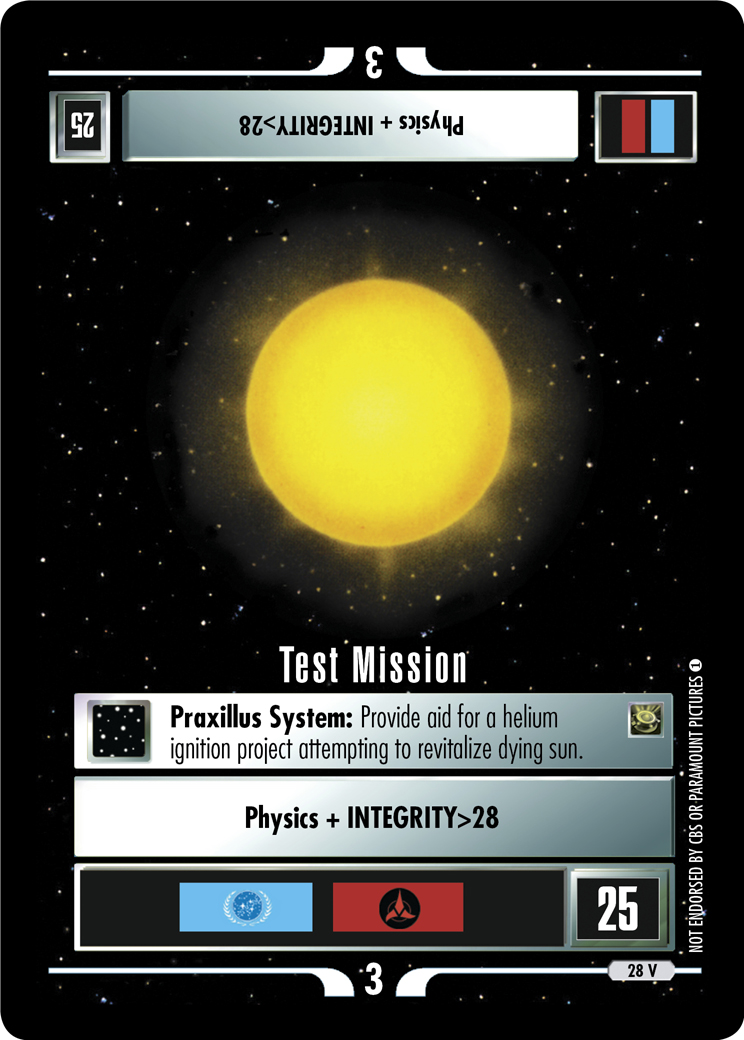 3
25
Physics + INTEGRITY>28
Test Mission
Praxillus System: Provide aid for a helium
ignition project attempting to revitalize dying sun.
Physics + INTEGRITY>28
25
NOT ENDORSED BY CBS OR PARAMOUNT PICTURES 1
28 V
3